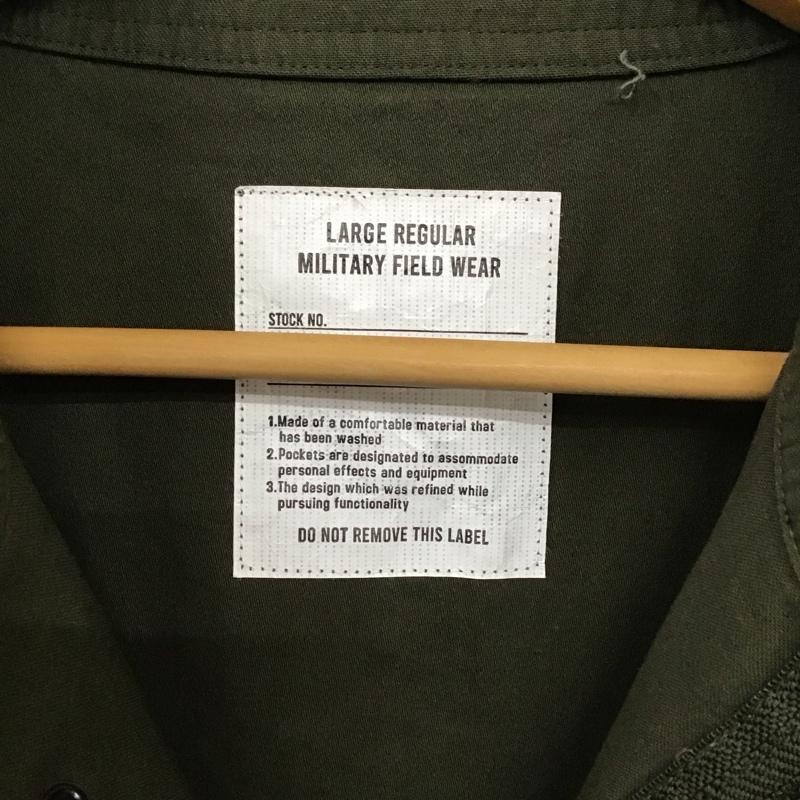 LARGE REGULAR
MILITARY FIELD WEAR
STOCK NO.
1.Made of a comfortable material that
has been washed
2.Pockets are designated to assommodate
personal effects and equipment
3.The design which was refined while
pursuing functionality
DO NOT REMOVE THIS LABEL